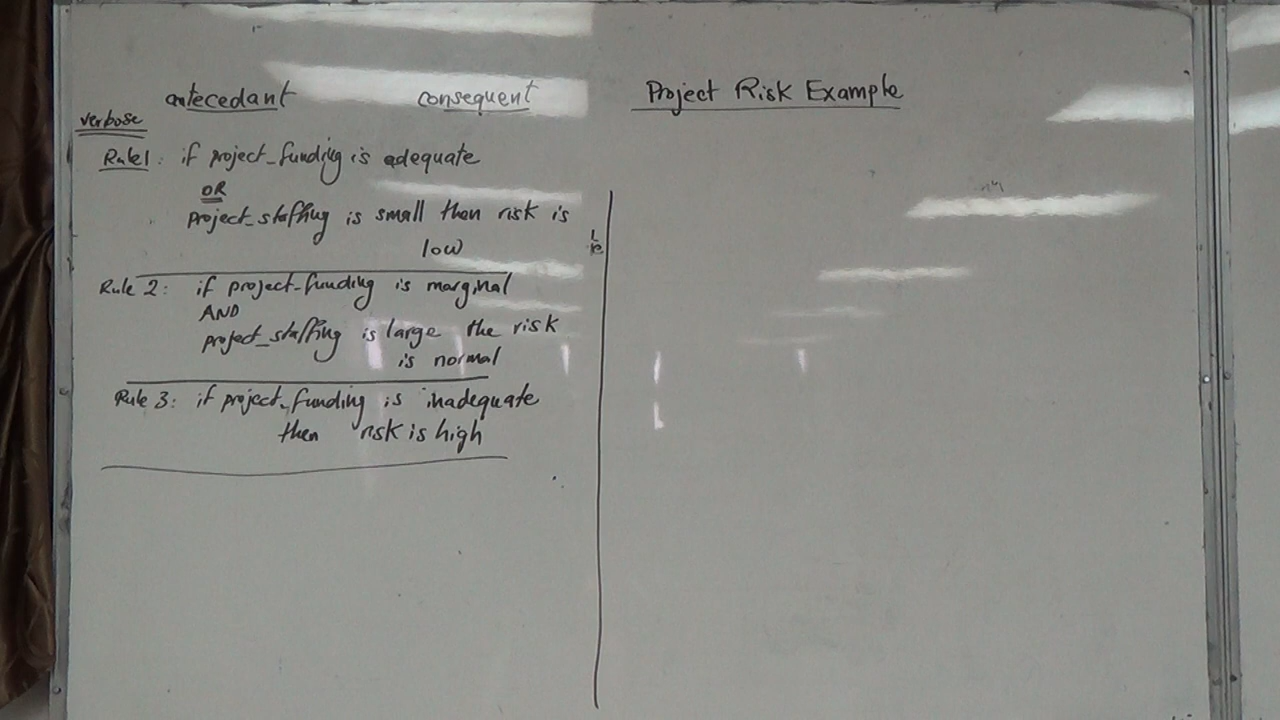 antecedant consequent
Project Risk Example
verbose
Rule1: if project_funding is adequate
OR
project_staffing is small then risk is
low
Rule 2: if project_funding is marginal
AND
project_staffing is large the risk
is normal
Rule 3: if project_funding is inadequate
then risk is high